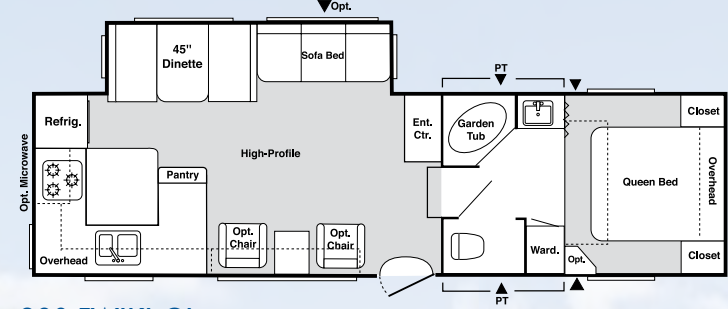 Opt.
45"
Dinette
Sofa Bed
PT
Refrig.
Ent.
Ctr.
Garden
Tub
Closet
High-Profile
Opt. Microwave
Pantry
Queen Bed
Overhead
Opt.
Chair
Opt.
Chair
Overhead
Ward.
Opt.
Closet
PT